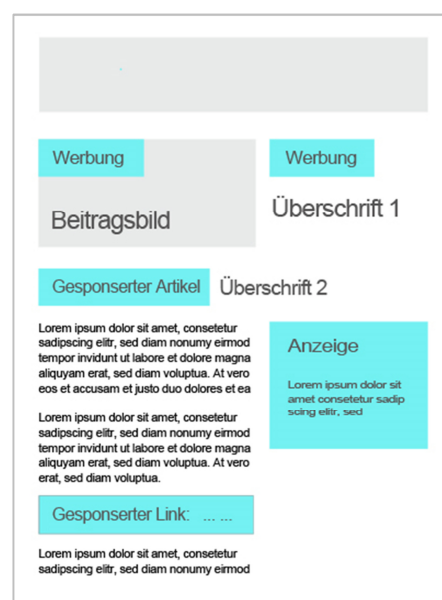 Werbung
Werbung
Beitragsbild
Überschrift 1
Gesponserter Artikel
Überschrift 2
Lorem ipsum dolor sit amet, consetetur
sadipscing elitr, sed diam nonumy eirmod
tempor invidunt ut labore et dolore magna
aliquyam erat, sed diam voluptua. At vero
eos et accusam et justo duo dolores et ea
Anzeige
Lorem ipsum dolor sit
amet consetetur sadip
scing elitr, sed
Lorem ipsum dolor sit amet, consetetur
sadipscing elitr, sed diam nonumy eirmod
tempor invidunt ut labore et dolore magna
aliquyam erat, sed diam voluptua. At vero
erat, sed diam voluptua.
Gesponserter Link: ... ...
Lorem ipsum dolor sit amet, consetetur
sadipscing elitr, sed diam nonumy eirmod